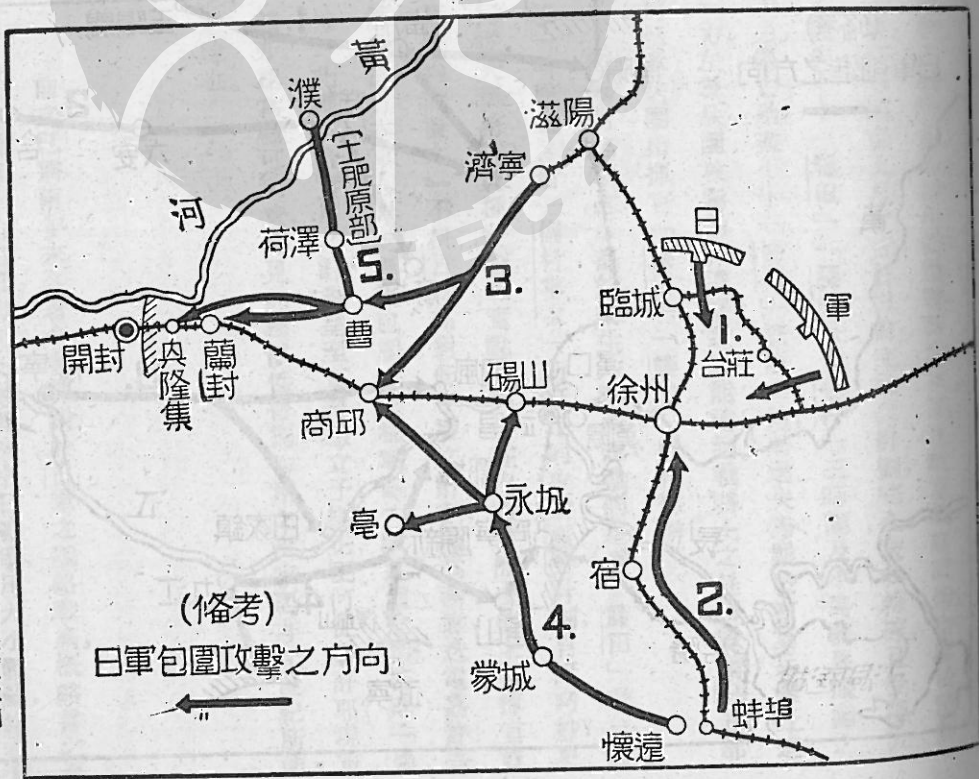 黃
河
濮
[土肥原部]
荷澤
5.
曹
滋陽
濟寧
3.
日
軍
臨城
1.
台莊
開封
興隆集
蘭封
商邱
碭山
徐州
永城
亳
宿
2.
4.
蒙城
懷遠
蚌埠
(備考)
日軍包圍攻擊之方向